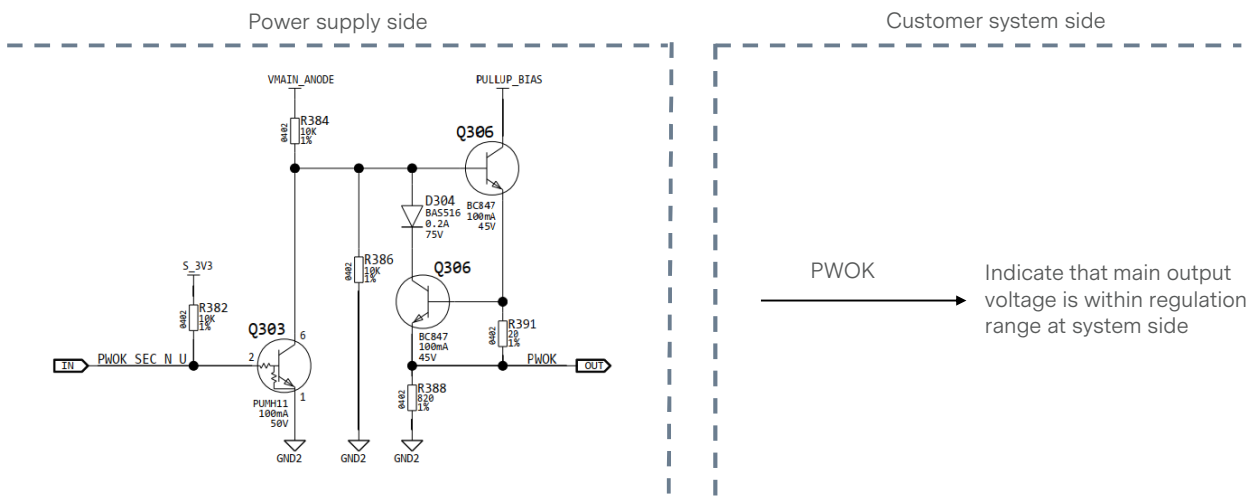 Power supply side
Customer system side
VMAIN_ANODE
PULLUP_BIAS
R384
0402
10K
1%
Q306
BC847
100mA
45V
D304
BAS516
0.2A
75V
R386
0402
10K
1%
Q306
BC847
100mA
45V
S_3V3
R382
0402
10K
1%
Q303
6
2
1
PUMH11
100mA
50V
IN
PWOK_SEC_N_U
R391
0402
20
1%
PWOK
OUT
R388
0402
820
1%
GND2
GND2
GND2
PWOK
Indicate that main output
voltage is within regulation
range at system side